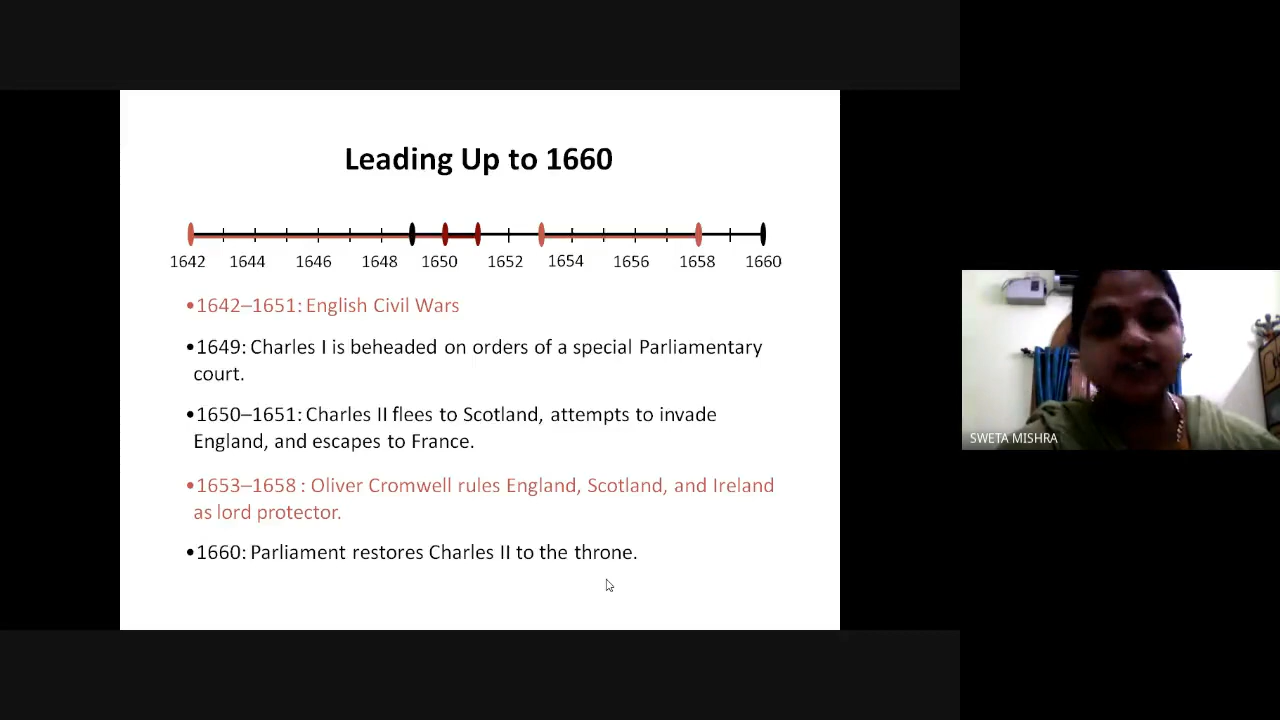 Leading Up to 1660
1642 1644 1646 1648 1650 1652 1654 1656 1658 1660
•1642–1651: English Civil Wars
•1649: Charles I is beheaded on orders of a special Parliamentary
court.
•1650–1651: Charles II flees to Scotland, attempts to invade
England, and escapes to France.
•1653–1658 : Oliver Cromwell rules England, Scotland, and Ireland
as lord protector.
•1660: Parliament restores Charles II to the throne.
SWETA MISHRA